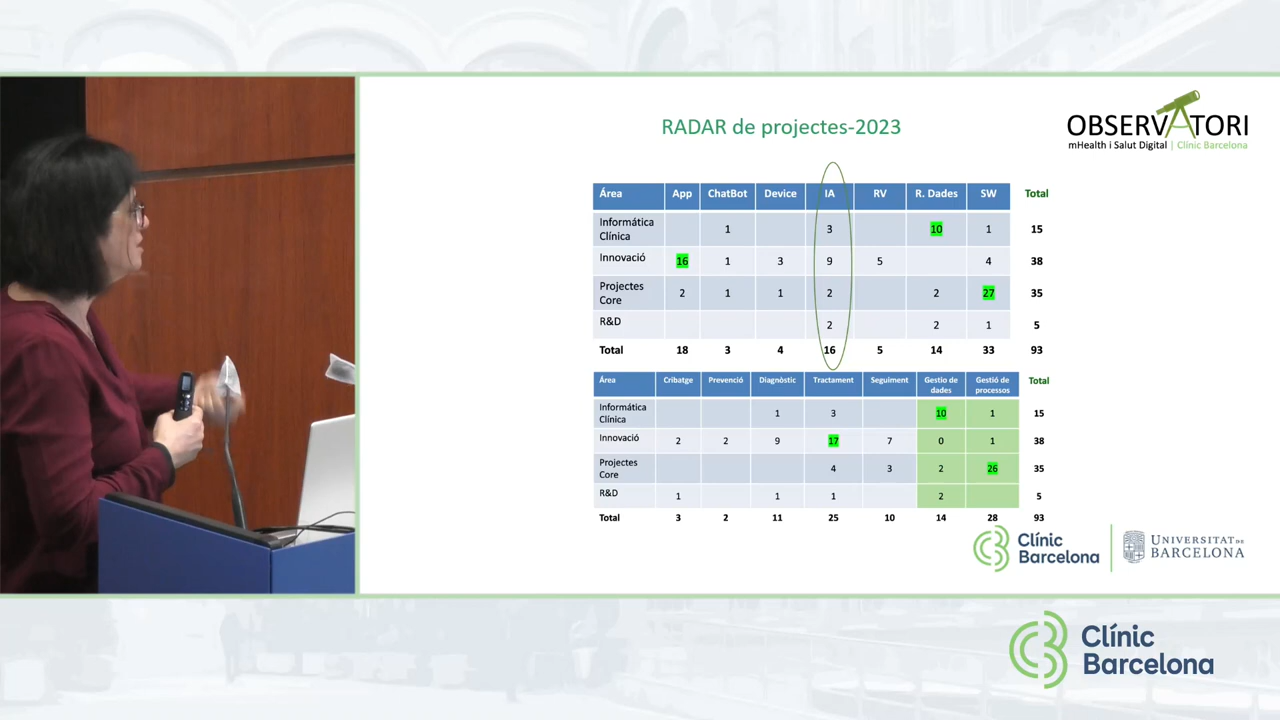 RADAR de projectes-2023
OBSERVATORI
mHealth i Salut Digital | Clínic Barcelona
Área App ChatBot Device IA RV R. Dades SW Total
Informática Clínica 1 3 10 1 15
Innovació 16 1 3 9 5 4 38
Projectes Core 2 1 1 2 2 27 35
R&D 2 2 1 5
Total 18 3 4 16 5 14 33 93
Área Cribatge Prevenció Diagnòstic Tractament Seguiment Gestio de dades Gestió de processos Total
Informática Clínica 1 3 10 1 15
Innovació 2 2 9 17 7 0 1 38
Projectes Core 4 3 2 26 35
R&D 1 1 1 2 5
Total 3 2 11 25 10 14 28 93
Clínic
Barcelona
UNIVERSITAT DE
BARCELONA
Clínic
Barcelona